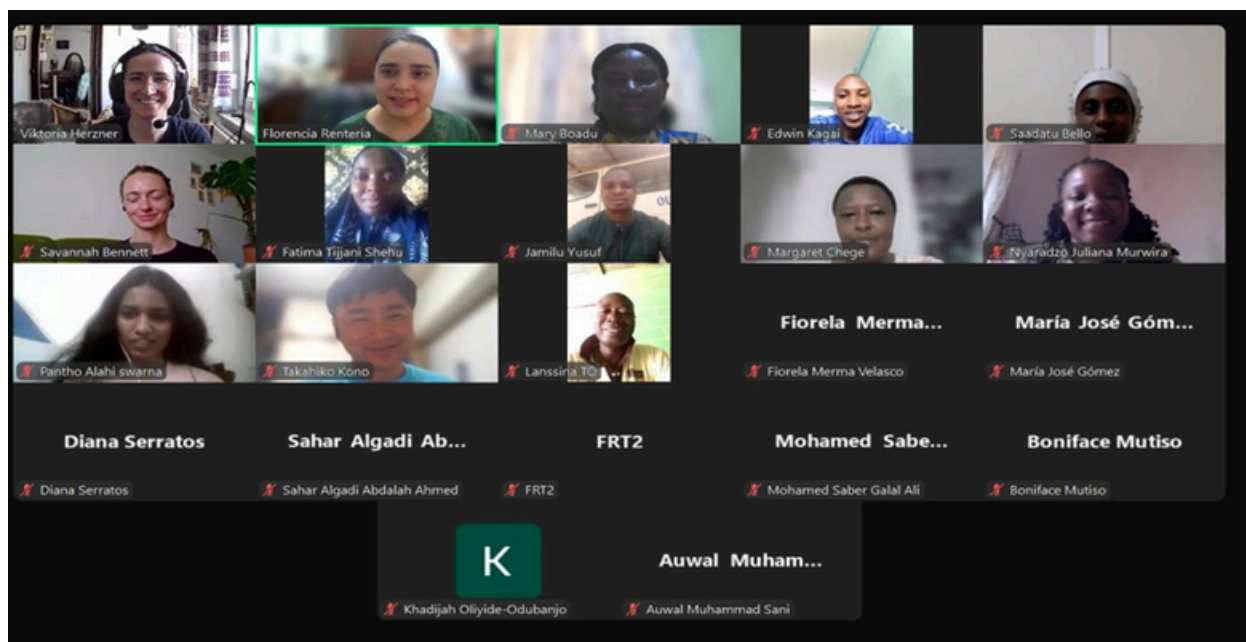 Viktoria Herzner
Florencia Renteria
Mary Boadu
Edwin Kagai
Saadatu Bello
Savannah Bennett
Fatima Tijjani Shehu
Jamilu Yusuf
Margaret Chege
Nyaradzo Juliana Murwira
Pantho Alahi swarna
Takahiko Kono
Lanssina TO
Fiorela Merma...
Fiorela Merma Velasco
María José Góm...
María José Gómez
Diana Serratos
Diana Serratos
Sahar Algadi Ab...
Sahar Algadi Abdalah Ahmed
FRT2
FRT2
Mohamed Sabe...
Mohamed Saber Galal Ali
Boniface Mutiso
Boniface Mutiso
K
Khadijah Oliyide-Odubanjo
Auwal Muham...
Auwal Muhammad Sani